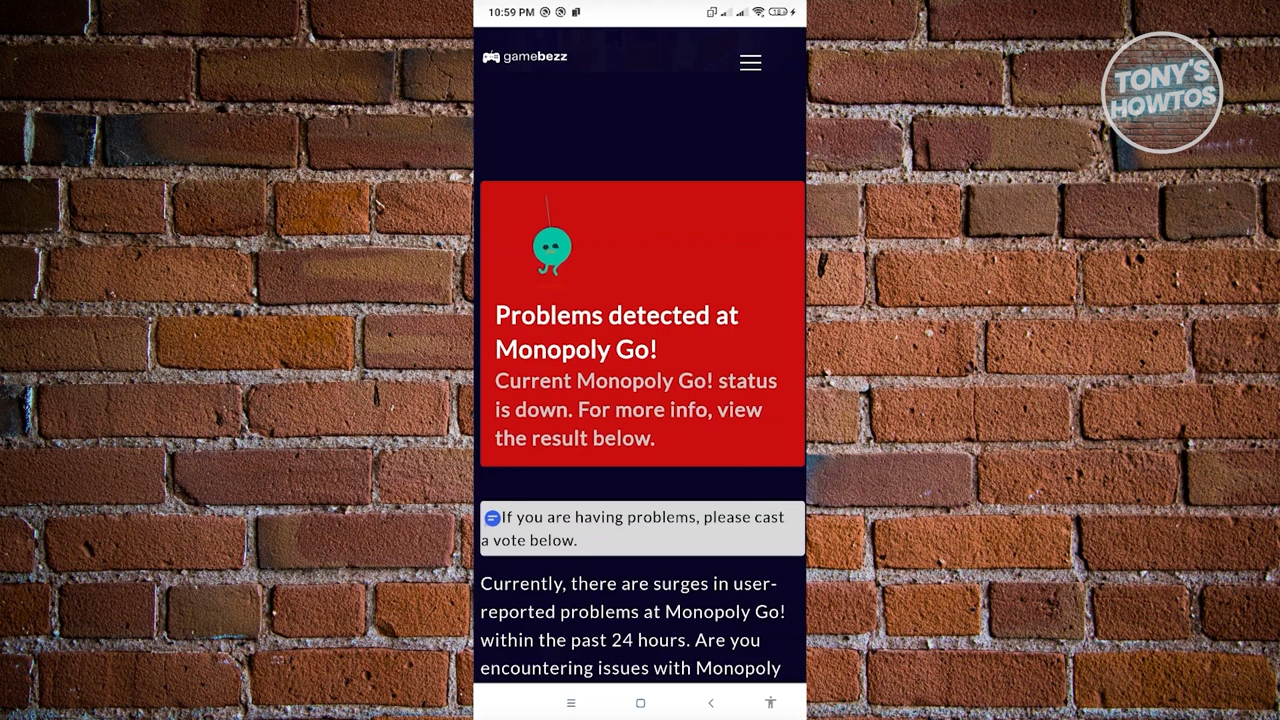 10:59 PM
18
gamebezz
TONY'S
HOWTOS
Problems detected at
Monopoly Go!
Current Monopoly Go! status
is down. For more info, view
the result below.
If you are having problems, please cast
a vote below.
Currently, there are surges in user-
reported problems at Monopoly Go!
within the past 24 hours. Are you
encountering issues with Monopoly